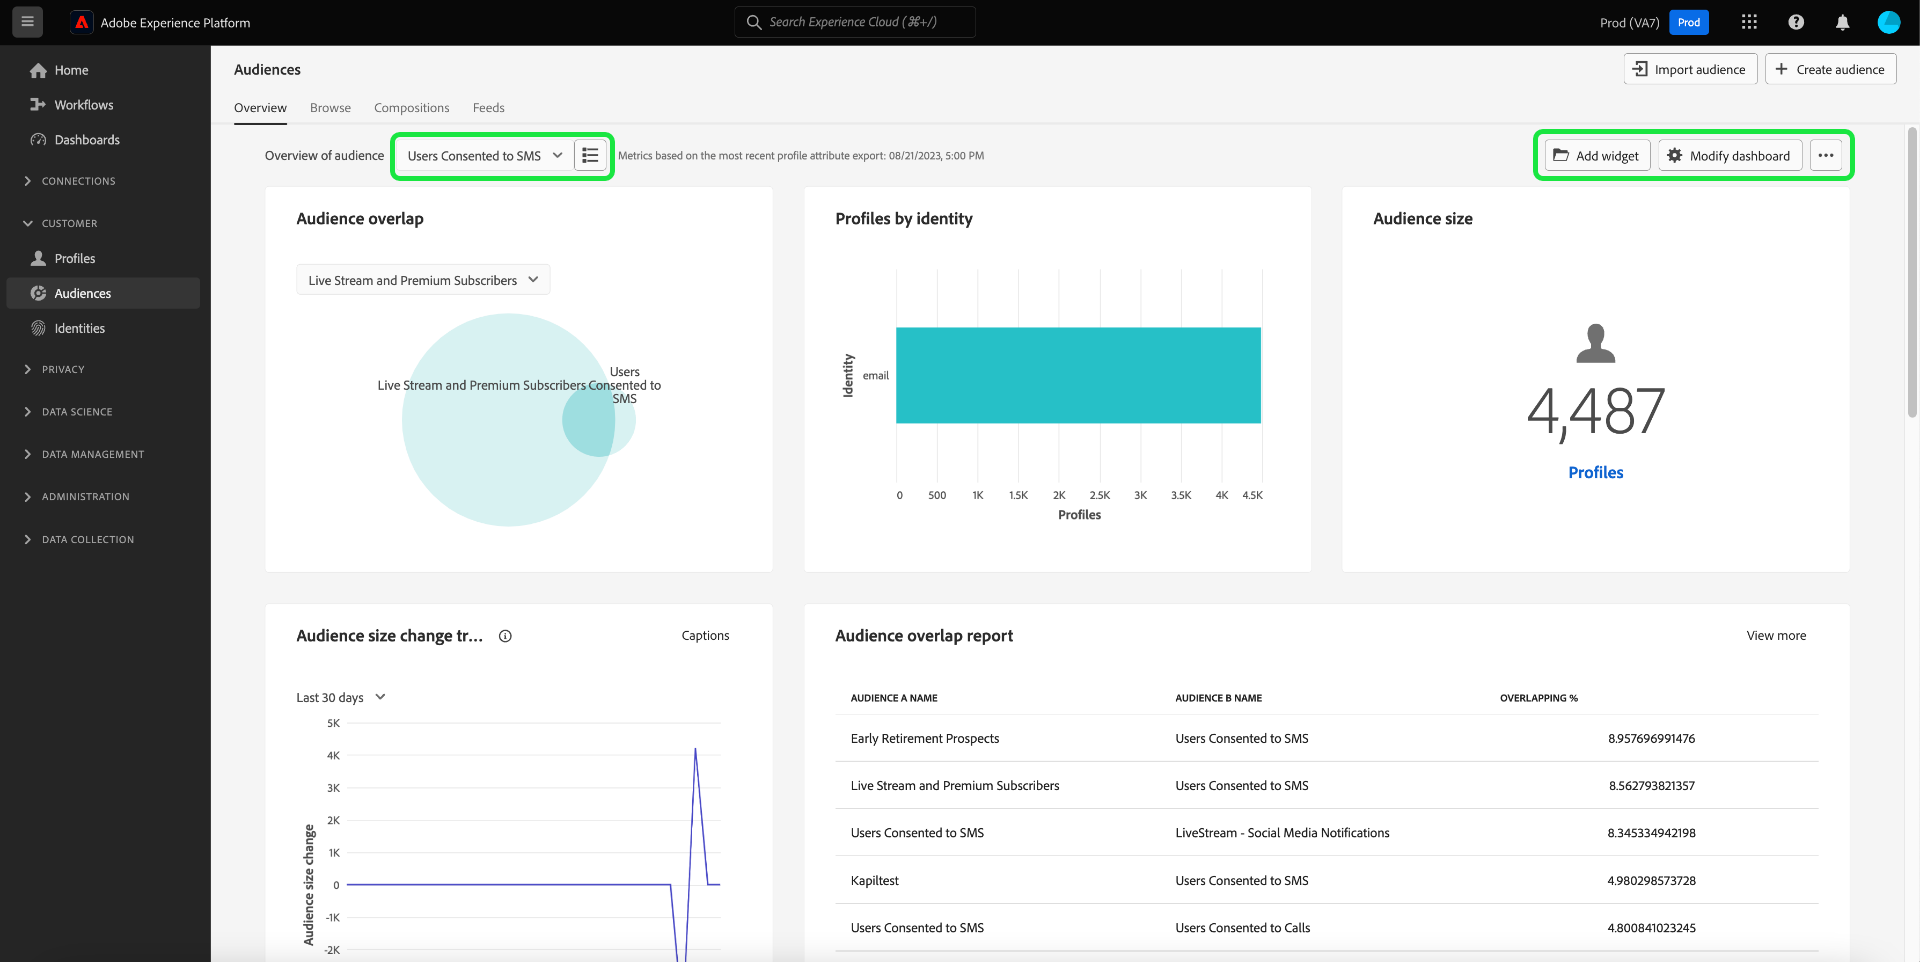 Adobe Experience Platform
Search Experience Cloud (⌘+/)
Prod (VA7)
Prod
Home
Workflows
Dashboards
CONNECTIONS
CUSTOMER
Profiles
Audiences
Identities
PRIVACY
DATA SCIENCE
DATA MANAGEMENT
ADMINISTRATION
DATA COLLECTION
Audiences
Import audience
Create audience
Overview Browse Compositions Feeds
Overview of audience
Users Consented to SMS
Metrics based on the most recent profile attribute export: 08/21/2023, 5:00 PM
Add widget
Modify dashboard
Audience overlap
Live Stream and Premium Subscribers
Live Stream and Premium Subscribers
Users
Consented to
SMS
Profiles by identity
Identity
email
0 500 1K 1.5K 2K 2.5K 3K 3.5K 4K 4.5K
Profiles
Audience size
4,487
Profiles
Audience size change tr...
Captions
Last 30 days
Audience size change
5K
4K
3K
2K
1K
0
-1K
-2K
Audience overlap report
View more
AUDIENCE A NAME AUDIENCE B NAME OVERLAPPING %
Early Retirement Prospects Users Consented to SMS 8.957696991476
Live Stream and Premium Subscribers Users Consented to SMS 8.562793821357
Users Consented to SMS LiveStream - Social Media Notifications 8.345334942198
Kapiltest Users Consented to SMS 4.980298573728
Users Consented to SMS Users Consented to Calls 4.800841023245